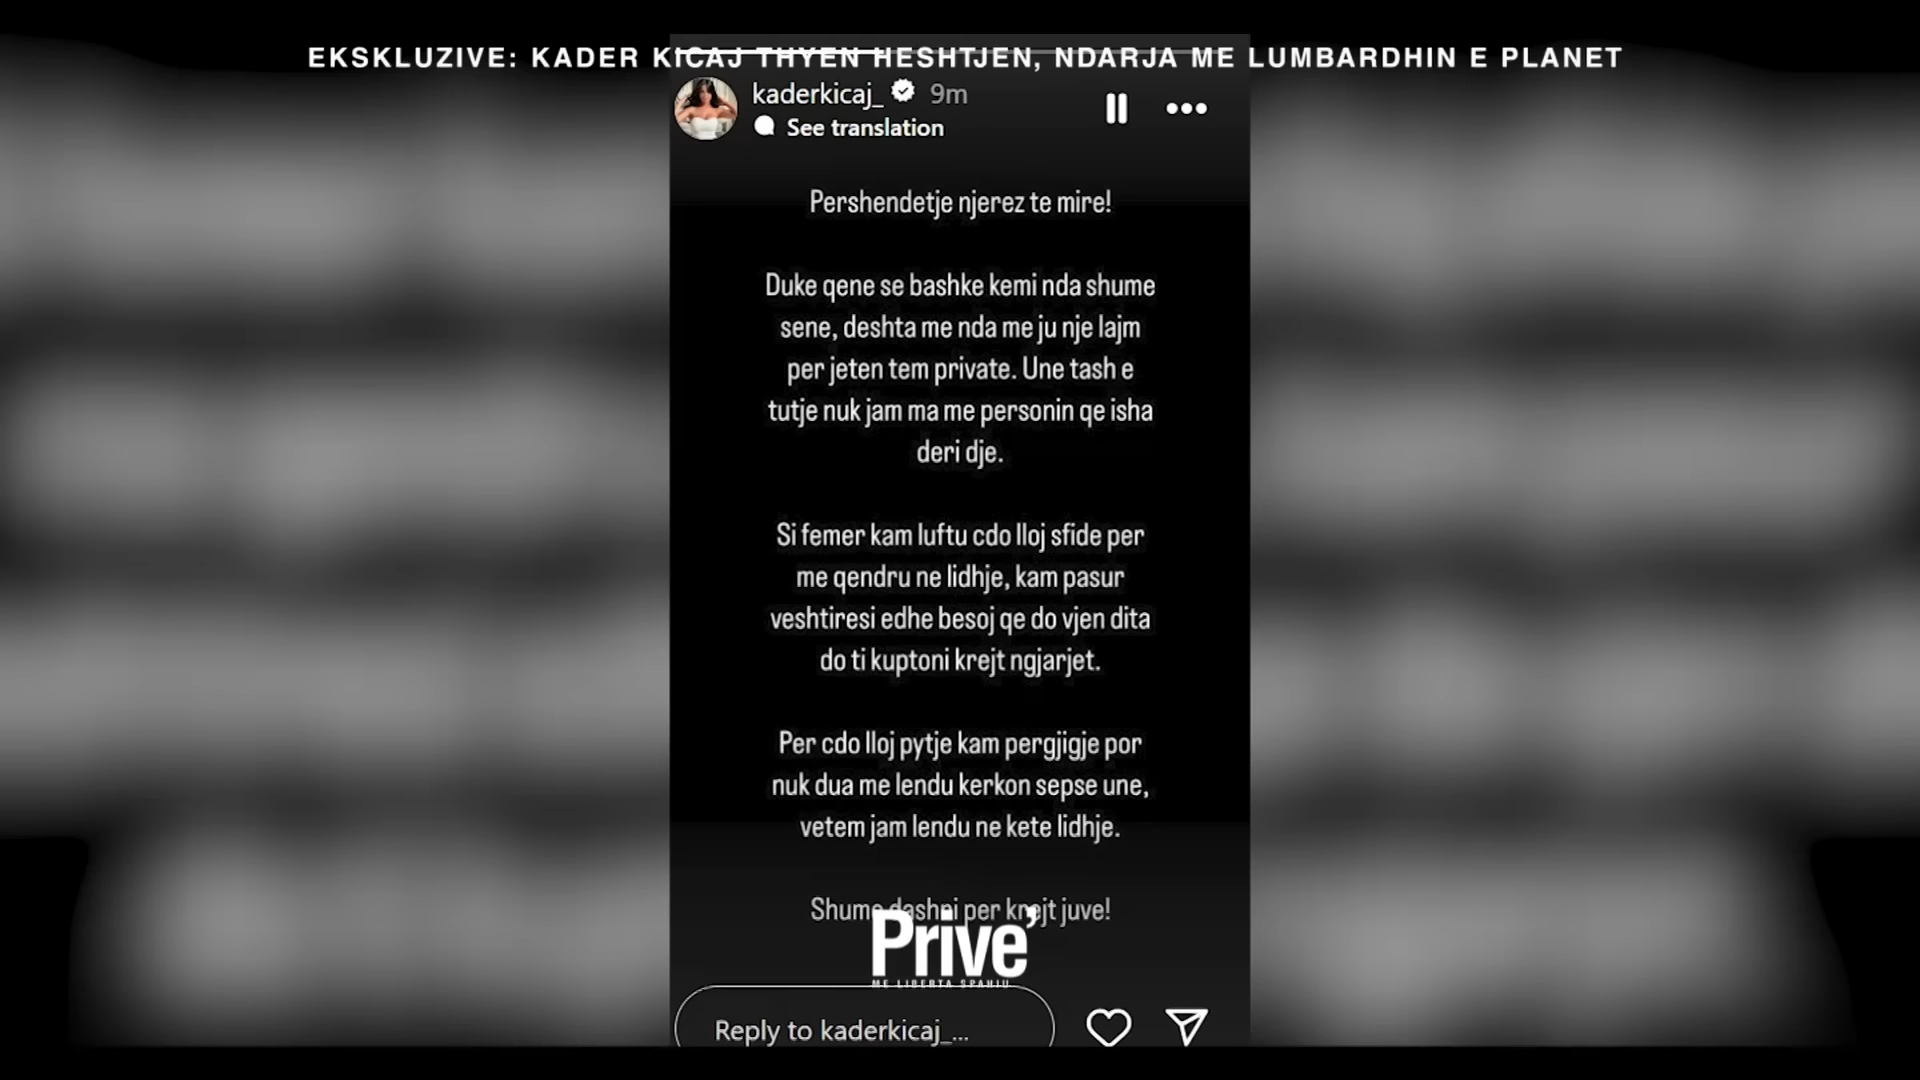 EKSKLUZIVE: KADER KICAJ THYEN HESHTJEN, NDARJA ME LUMBARDHIN E PLANET
kaderkicaj_ 9m
See translation
Pershendetje njerez te mire!
Duke qene se bashke kemi nda shume
sene, deshta me nda me ju nje lajm
per jeten tem private. Une tash e
tutje nuk jam ma me personin qe isha
deri dje.
Si femer kam luftu cdo lloj sfide per
me qendru ne lidhje, kam pasur
veshtiresi edhe besoj qe do vjen dita
do ti kuptoni krejt ngjarjet.
Per cdo lloj pytje kam pergjigje por
nuk dua me lendu kerkon sepse une,
vetem jam lendu ne kete lidhje.
Shume dashni per krejt juve!
Prive'
ME LIBERTA SPAHIU
Reply to kaderkicaj_...